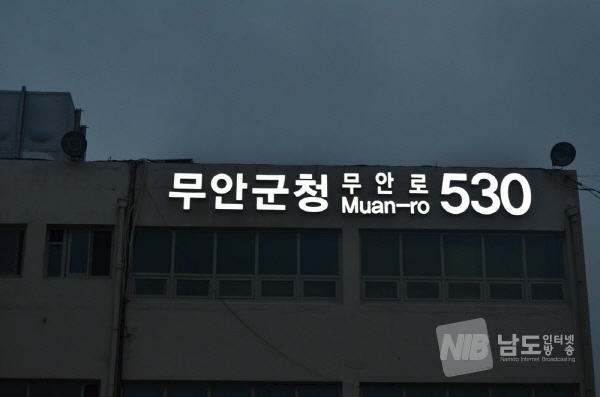 무안군청 무안로 530
Muan-ro
NIB 남도 인터넷
방송
Namdo Internet Broadcasting